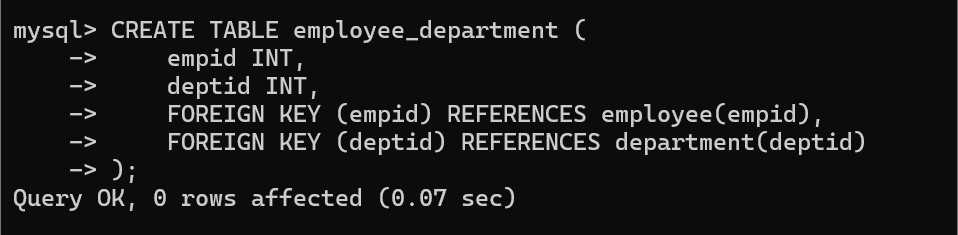 mysql> CREATE TABLE employee_department (
    ->     empid INT,
    ->     deptid INT,
    ->     FOREIGN KEY (empid) REFERENCES employee(empid),
    ->     FOREIGN KEY (deptid) REFERENCES department(deptid)
    -> );
Query OK, 0 rows affected (0.07 sec)